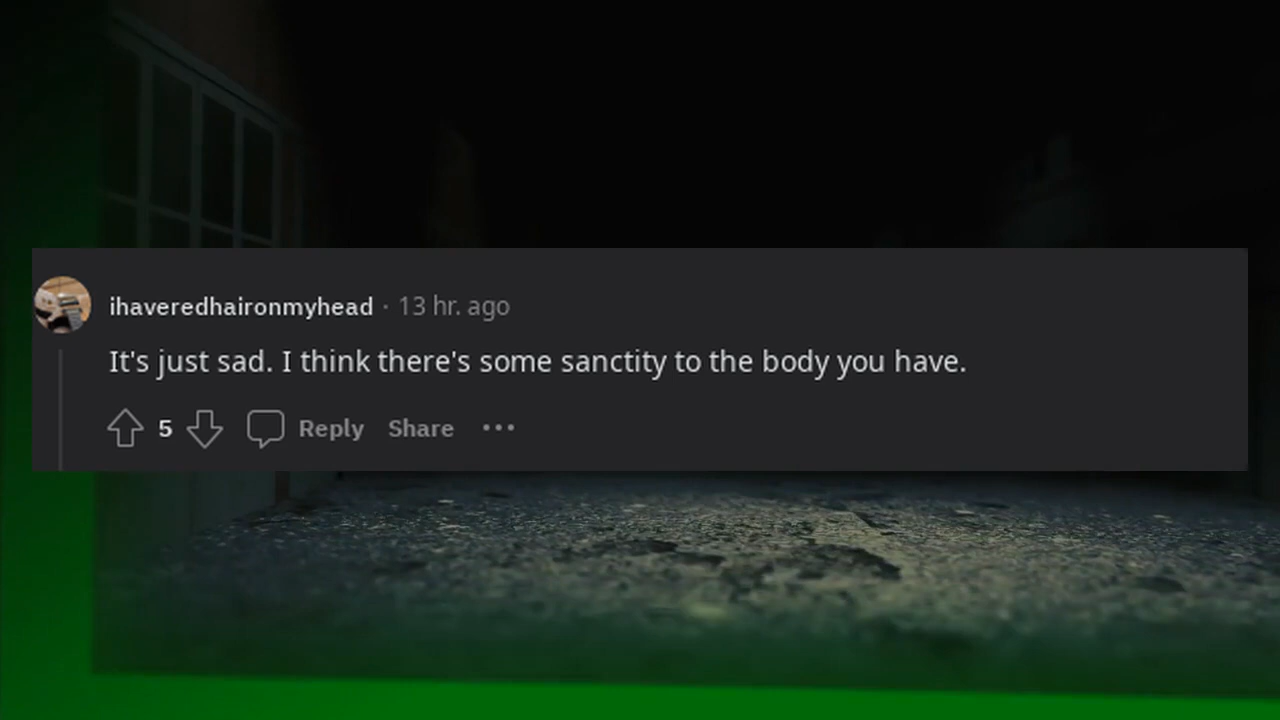 ihaveredhaironmyhead · 13 hr. ago
It's just sad. I think there's some sanctity to the body you have.
5 Reply Share ···